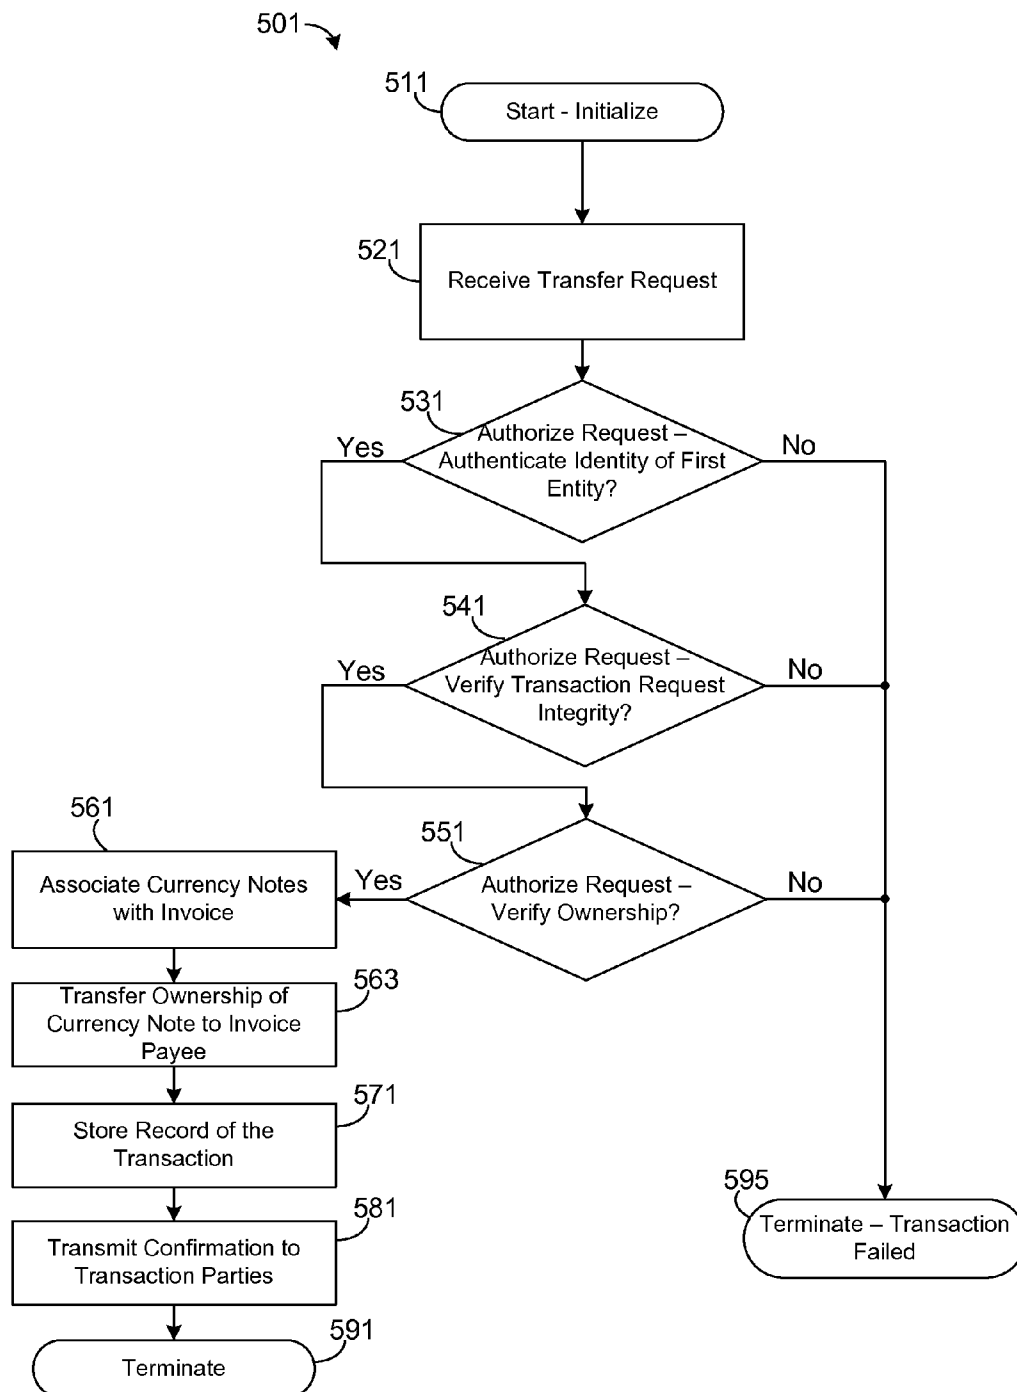 501
511
Start - Initialize
521
Receive Transfer Request
531
Authorize Request –
Authenticate Identity of First
Entity?
Yes
No
541
Authorize Request –
Verify Transaction Request
Integrity?
Yes
No
551
Authorize Request –
Verify Ownership?
Yes
No
561
Associate Currency Notes
with Invoice
563
Transfer Ownership of
Currency Note to Invoice
Payee
571
Store Record of the
Transaction
581
Transmit Confirmation to
Transaction Parties
591
Terminate
595
Terminate – Transaction
Failed